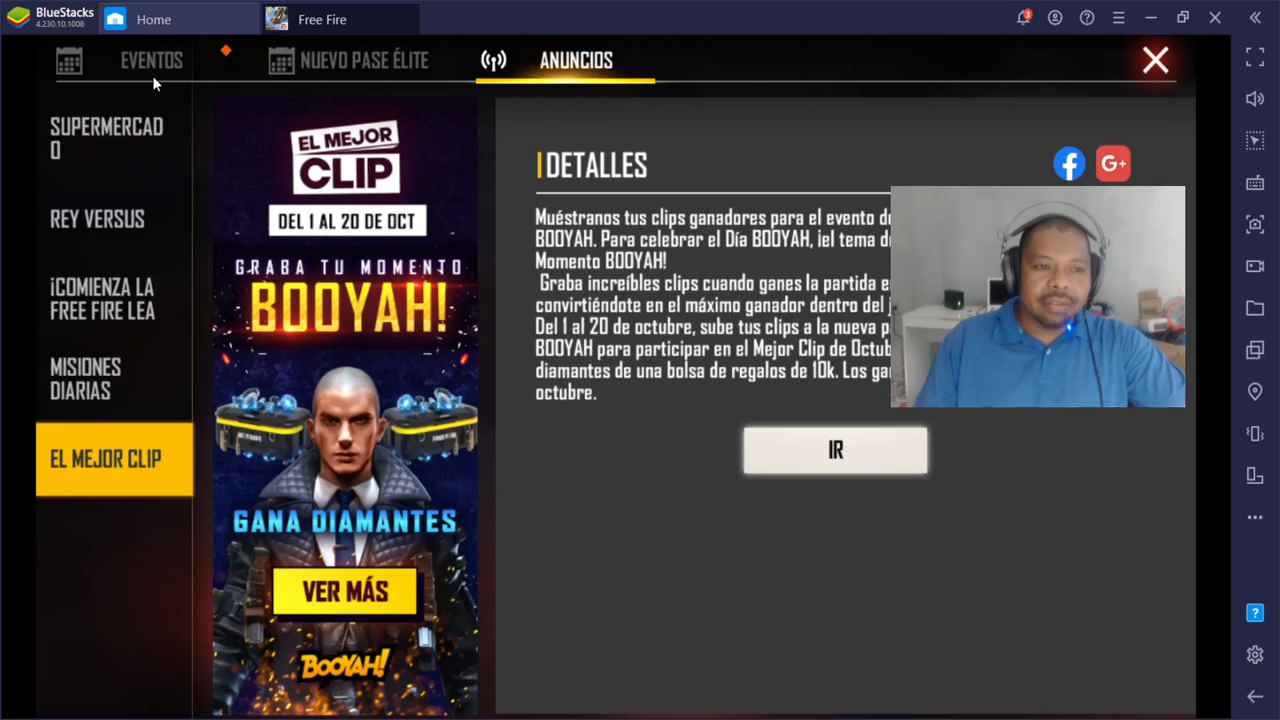 BlueStacks
4.230.10.1008
Home
Free Fire
3
EVENTOS
NUEVO PASE ÉLITE
ANUNCIOS
SUPERMERCAD
O
REY VERSUS
¡COMIENZA LA
FREE FIRE LEA
MISIONES
DIARIAS
EL MEJOR CLIP
EL MEJOR
CLIP
DEL 1 AL 20 DE OCT
GRABA TU MOMENTO
BOOYAH!
GANA DIAMANTES
VER MÁS
BOOYAH!
DETALLES
G+
Muéstranos tus clips ganadores para el evento
BOOYAH. Para celebrar el Día BOOYAH, ¡el tema
Momento BOOYAH!
Graba increíbles clips cuando ganes la partida
convirtiéndote en el máximo ganador dentro del
Del 1 al 20 de octubre, sube tus clips a la nueva
BOOYAH para participar en el Mejor Clip de
diamantes de una bolsa de regalos de 10k. Los
octubre.
IR
?